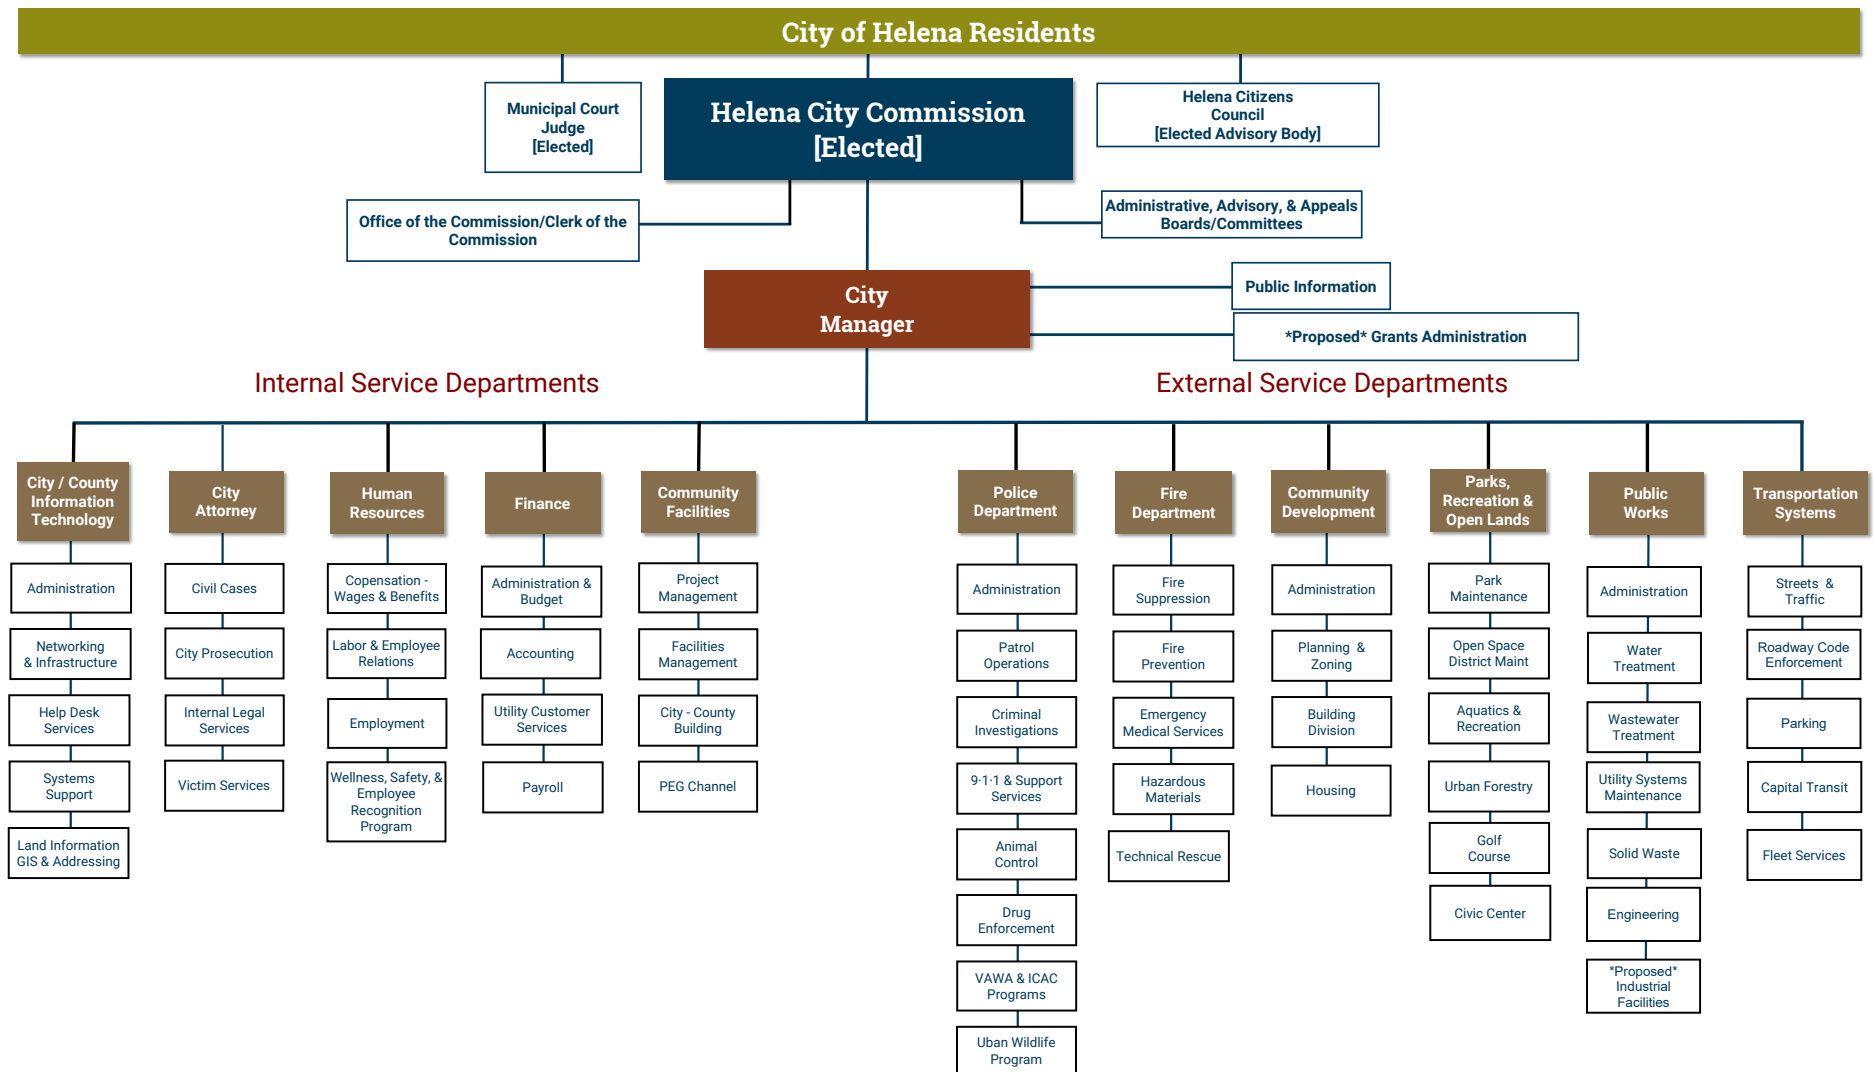 City of Helena Residents
Municipal Court
Judge
[Elected]
Helena City Commission
[Elected]
Helena Citizens
Council
[Elected Advisory Body]
Office of the Commission/Clerk of the
Commission
Administrative, Advisory, & Appeals
Boards/Committees
City
Manager
Public Information
*Proposed* Grants Administration
Internal Service Departments
External Service Departments
City / County
Information
Technology
Administration
Networking
& Infrastructure
Help Desk
Services
Systems
Support
Land Information
GIS & Addressing
City
Attorney
Civil Cases
City Prosecution
Internal Legal
Services
Victim Services
Human
Resources
Copensation -
Wages & Benefits
Labor & Employee
Relations
Employment
Wellness, Safety, &
Employee
Recognition
Program
Finance
Administration &
Budget
Accounting
Utility Customer
Services
Payroll
Community
Facilities
Project
Management
Facilities
Management
City - County
Building
PEG Channel
Police
Department
Administration
Patrol
Operations
Criminal
Investigations
9-1-1 & Support
Services
Animal
Control
Drug
Enforcement
VAWA & ICAC
Programs
Uban Wildlife
Program
Fire
Department
Fire
Suppression
Fire
Prevention
Emergency
Medical Services
Hazardous
Materials
Technical Rescue
Community
Development
Administration
Planning &
Zoning
Building
Division
Housing
Parks,
Recreation &
Open Lands
Park
Maintenance
Open Space
District Maint
Aquatics &
Recreation
Urban Forestry
Golf
Course
Civic Center
Public
Works
Administration
Water
Treatment
Wastewater
Treatment
Utility Systems
Maintenance
Solid Waste
Engineering
*Proposed*
Industrial
Facilities
Transportation
Systems
Streets &
Traffic
Roadway Code
Enforcement
Parking
Capital Transit
Fleet Services